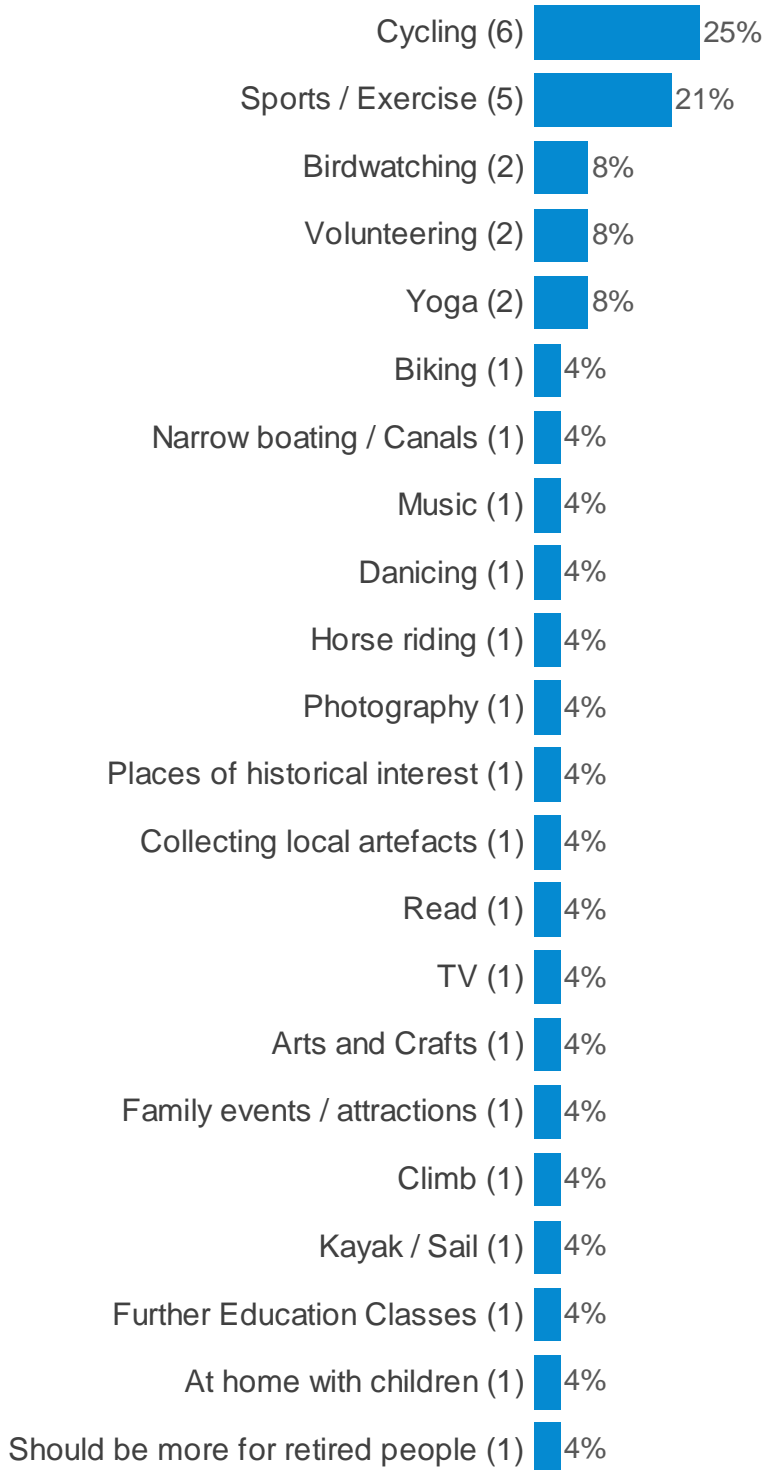 Cycling (6) 25%
Sports / Exercise (5) 21%
Birdwatching (2) 8%
Volunteering (2) 8%
Yoga (2) 8%
Biking (1) 4%
Narrow boating / Canals (1) 4%
Music (1) 4%
Danicing (1) 4%
Horse riding (1) 4%
Photography (1) 4%
Places of historical interest (1) 4%
Collecting local artefacts (1) 4%
Read (1) 4%
TV (1) 4%
Arts and Crafts (1) 4%
Family events / attractions (1) 4%
Climb (1) 4%
Kayak / Sail (1) 4%
Further Education Classes (1) 4%
At home with children (1) 4%
Should be more for retired people (1) 4%